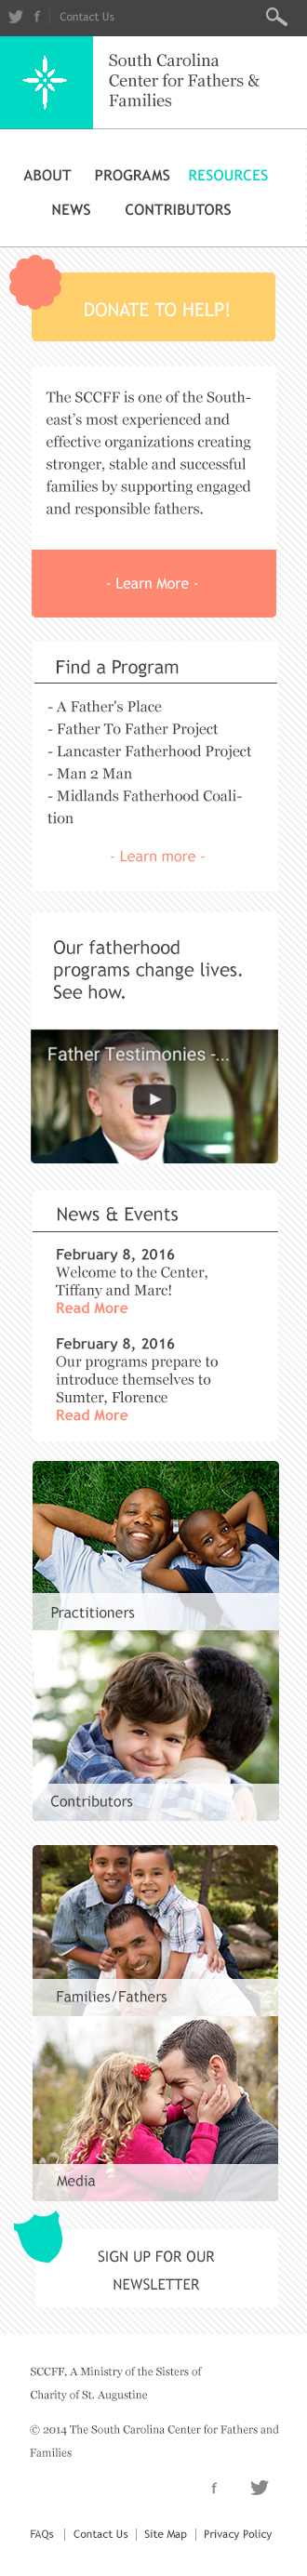 Contact Us
South Carolina
Center for Fathers &
Families
ABOUT PROGRAMS RESOURCES
NEWS CONTRIBUTORS
DONATE TO HELP!
The SCCFF is one of the South-
east's most experienced and
effective organizations creating
stronger, stable and successful
families by supporting engaged
and responsible fathers.
- Learn More -
Find a Program
- A Father's Place
- Father To Father Project
- Lancaster Fatherhood Project
- Man 2 Man
- Midlands Fatherhood Coali-
tion
- Learn more -
Our fatherhood
programs change lives.
See how.
Father Testimonies -...
News & Events
February 8, 2016
Welcome to the Center,
Tiffany and Marc!
Read More
February 8, 2016
Our programs prepare to
introduce themselves to
Sumter, Florence
Read More
Practitioners
Contributors
Families/Fathers
Media
SIGN UP FOR OUR
NEWSLETTER
SCCFF, A Ministry of the Sisters of
Charity of St. Augustine
© 2014 The South Carolina Center for Fathers and
Families
FAQs | Contact Us | Site Map | Privacy Policy